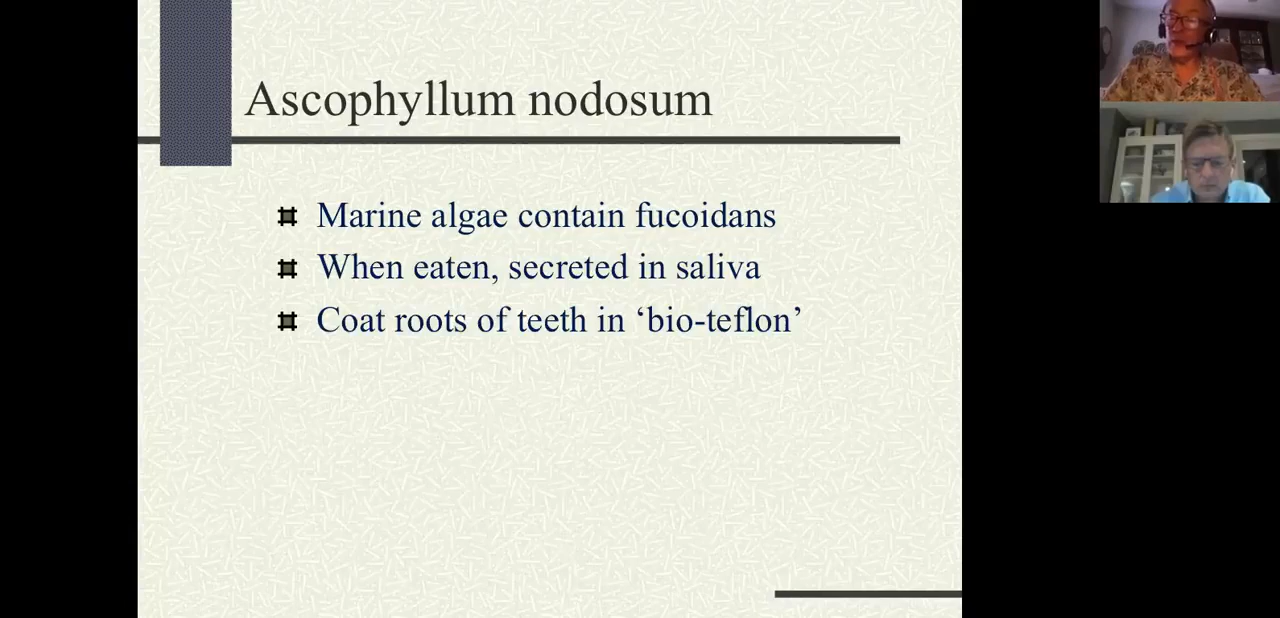 Ascophyllum nodosum
Marine algae contain fucoidans
When eaten, secreted in saliva
Coat roots of teeth in ‘bio-teflon’